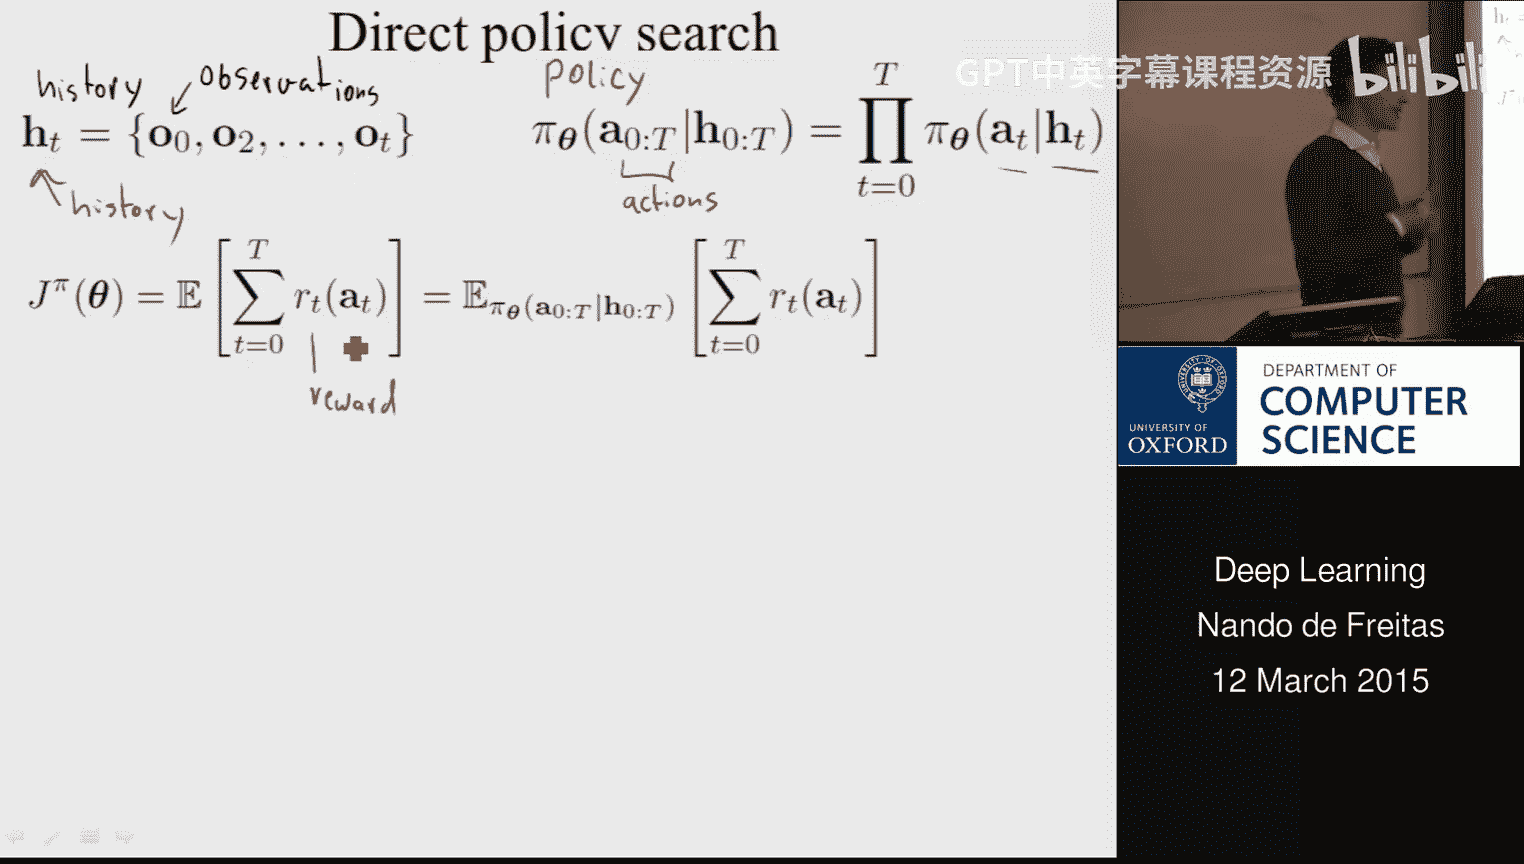 Direct policy search
history
observations
policy
h_t = {o_0, o_2, . . . , o_t}
π_θ(a_{0:T}|h_{0:T}) = ∏_{t=0}^{T} π_θ(a_t|h_t)
history
actions
J^π(θ) = 𝔼[∑_{t=0}^{T} r_t(a_t)] = 𝔼_{π_θ(a_{0:T}|h_{0:T})}[∑_{t=0}^{T} r_t(a_t)]
reward
GPT中英字幕课程资源 bilibili
UNIVERSITY OF
OXFORD
DEPARTMENT OF
COMPUTER
SCIENCE
Deep Learning
Nando de Freitas
12 March 2015